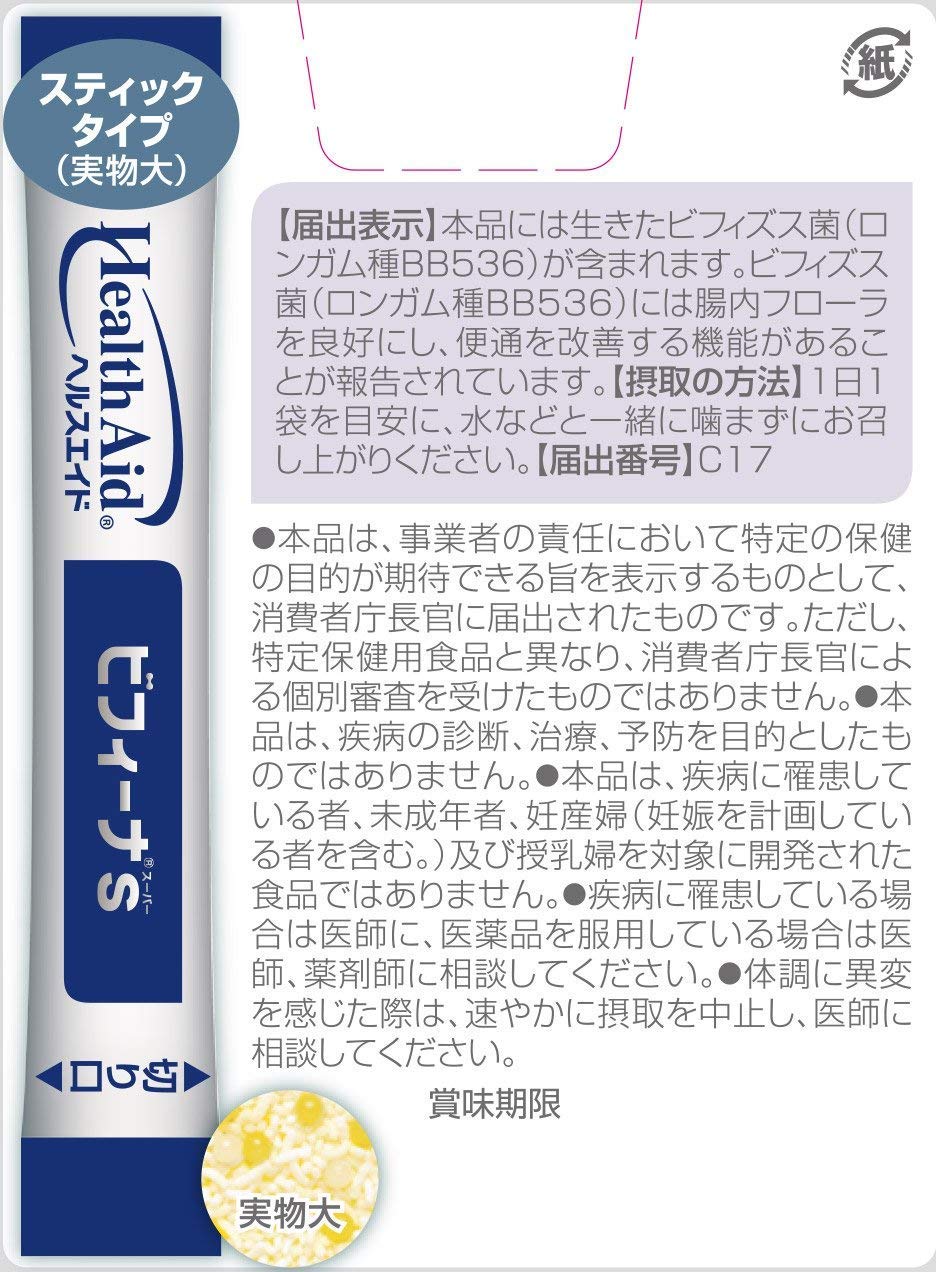 スティック
タイプ
(実物大)
Health Aid®
ヘルスエイド
ビフィーナ®S
スーパー
切り口
実物大
紙
【届出表示】本品には生きたビフィズス菌(ロ
ンガム種BB536)が含まれます。ビフィズス
菌(ロンガム種BB536)には腸内フローラ
を良好にし、便通を改善する機能があるこ
とが報告されています。【摂取の方法】1日1
袋を目安に、水などと一緒に噛まずにお召
し上がりください。【届出番号】C17
●本品は、事業者の責任において特定の保健
の目的が期待できる旨を表示するものとして、
消費者庁長官に届出されたものです。ただし、
特定保健用食品と異なり、消費者庁長官によ
る個別審査を受けたものではありません。●本
品は、疾病の診断、治療、予防を目的としたも
のではありません。●本品は、疾病に罹患して
いる者、未成年者、妊産婦(妊娠を計画してい
る者を含む。)及び授乳婦を対象に開発された
食品ではありません。●疾病に罹患している場
合は医師に、医薬品を服用している場合は医
師、薬剤師に相談してください。●体調に異変
を感じた際は、速やかに摂取を中止し、医師に
相談してください。
賞味期限